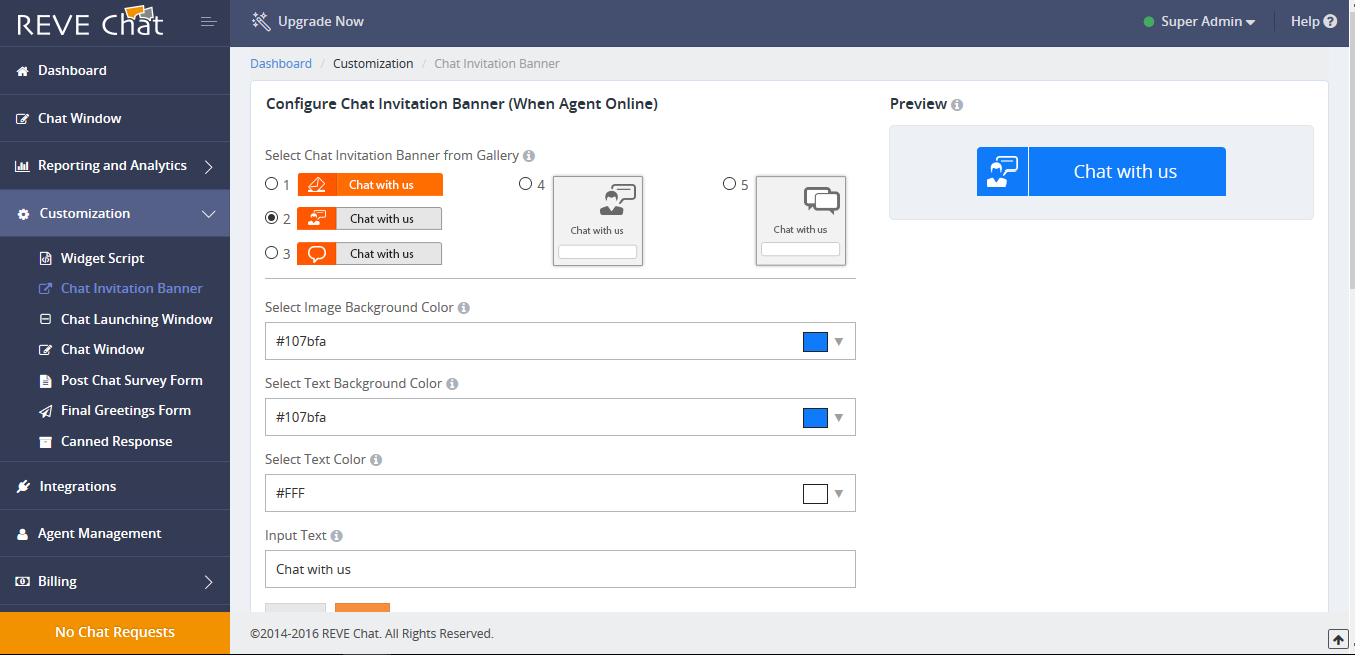 REVE Chat
Upgrade Now
Super Admin
Help ?
Dashboard
Chat Window
Reporting and Analytics
Customization
Widget Script
Chat Invitation Banner
Chat Launching Window
Chat Window
Post Chat Survey Form
Final Greetings Form
Canned Response
Integrations
Agent Management
Billing
No Chat Requests
Dashboard / Customization / Chat Invitation Banner
Configure Chat Invitation Banner (When Agent Online)
Select Chat Invitation Banner from Gallery
1 Chat with us
2 Chat with us
3 Chat with us
4 Chat with us
5 Chat with us
Select Image Background Color
#107bfa
Select Text Background Color
#107bfa
Select Text Color
#FFF
Input Text
Chat with us
Preview
Chat with us
©2014-2016 REVE Chat. All Rights Reserved.